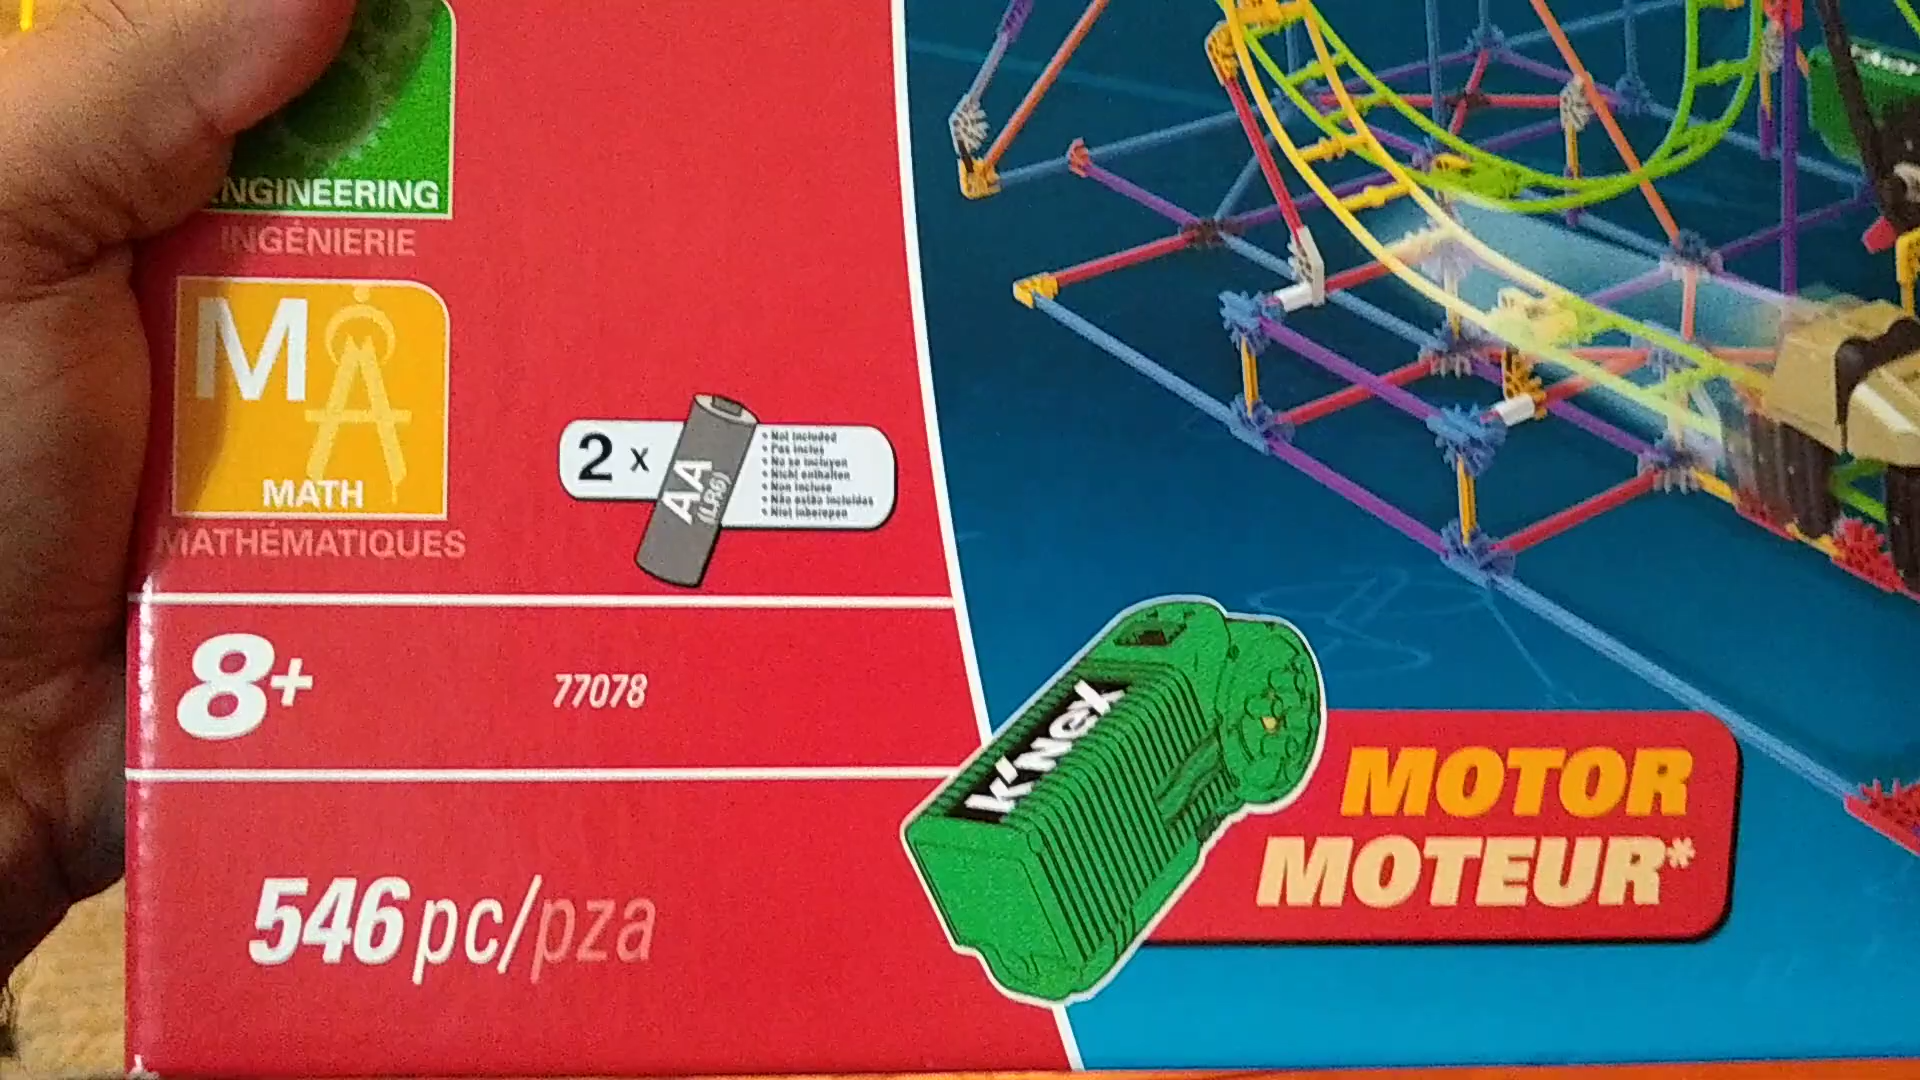 ENGINEERING
INGÉNIERIE
M
MATH
MATHÉMATIQUES
2 x
AA
(LR6)
• Not included
• Pas inclus
• No se incluyen
• Nicht enthalten
• Non incluse
• Não estão incluídas
• Niet inbegrepen
8+
77078
546 pc/pza
K'NEX
MOTOR
MOTEUR*